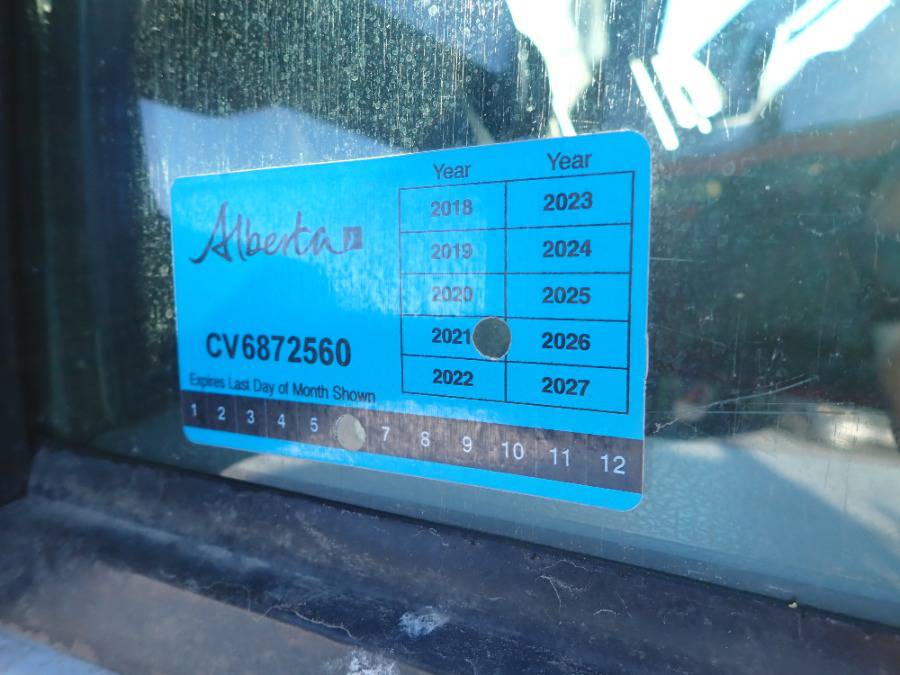 Alberta
Year Year
2018 2023
2019 2024
2020 2025
2021 2026
2022 2027
CV6872560
Expires Last Day of Month Shown
1 2 3 4 5 7 8 9 10 11 12